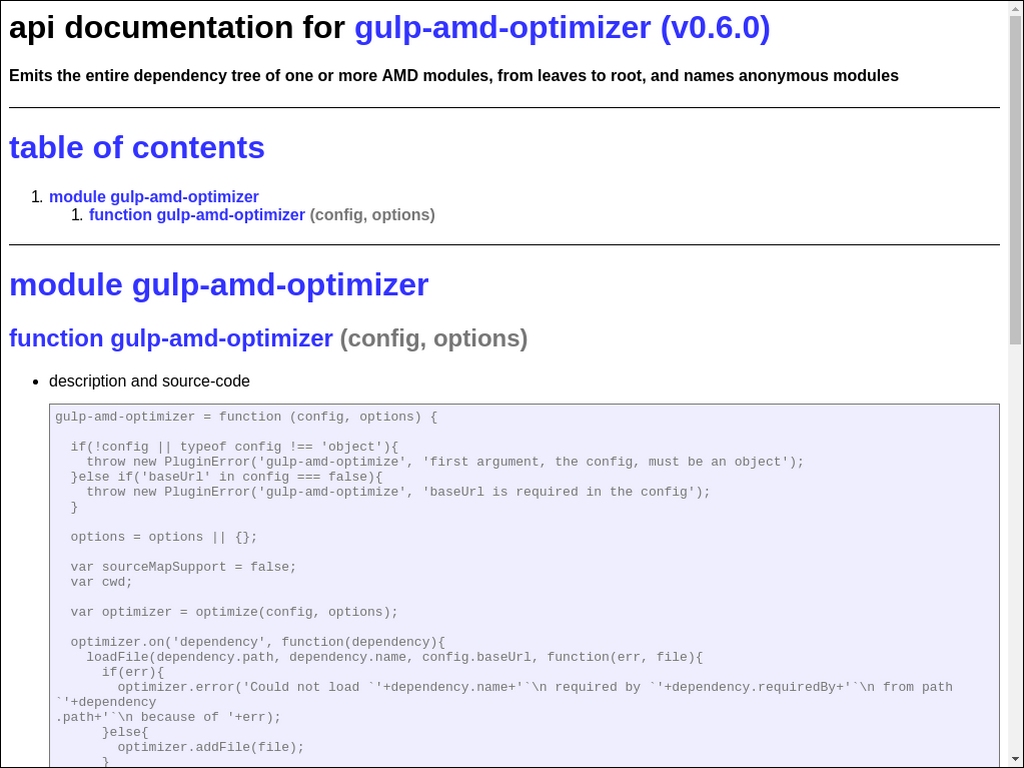 api documentation for gulp-amd-optimizer (v0.6.0)
Emits the entire dependency tree of one or more AMD modules, from leaves to root, and names anonymous modules
table of contents
1. module gulp-amd-optimizer
1. function gulp-amd-optimizer (config, options)
module gulp-amd-optimizer
function gulp-amd-optimizer (config, options)
• description and source-code
gulp-amd-optimizer = function (config, options) {
  if(!config || typeof config !== 'object'){
    throw new PluginError('gulp-amd-optimize', 'first argument, the config, must be an object');
  }else if('baseUrl' in config === false){
    throw new PluginError('gulp-amd-optimize', 'baseUrl is required in the config');
  }
  options = options || {};
  var sourceMapSupport = false;
  var cwd;
  var optimizer = optimize(config, options);
  optimizer.on('dependency', function(dependency){
    loadFile(dependency.path, dependency.name, config.baseUrl, function(err, file){
      if(err){
        optimizer.error('Could not load `'+dependency.name+'`\n required by `'+dependency.requiredBy+'`\n from path
`'+dependency
.path+'`\n because of '+err);
      }else{
        optimizer.addFile(file);
      }